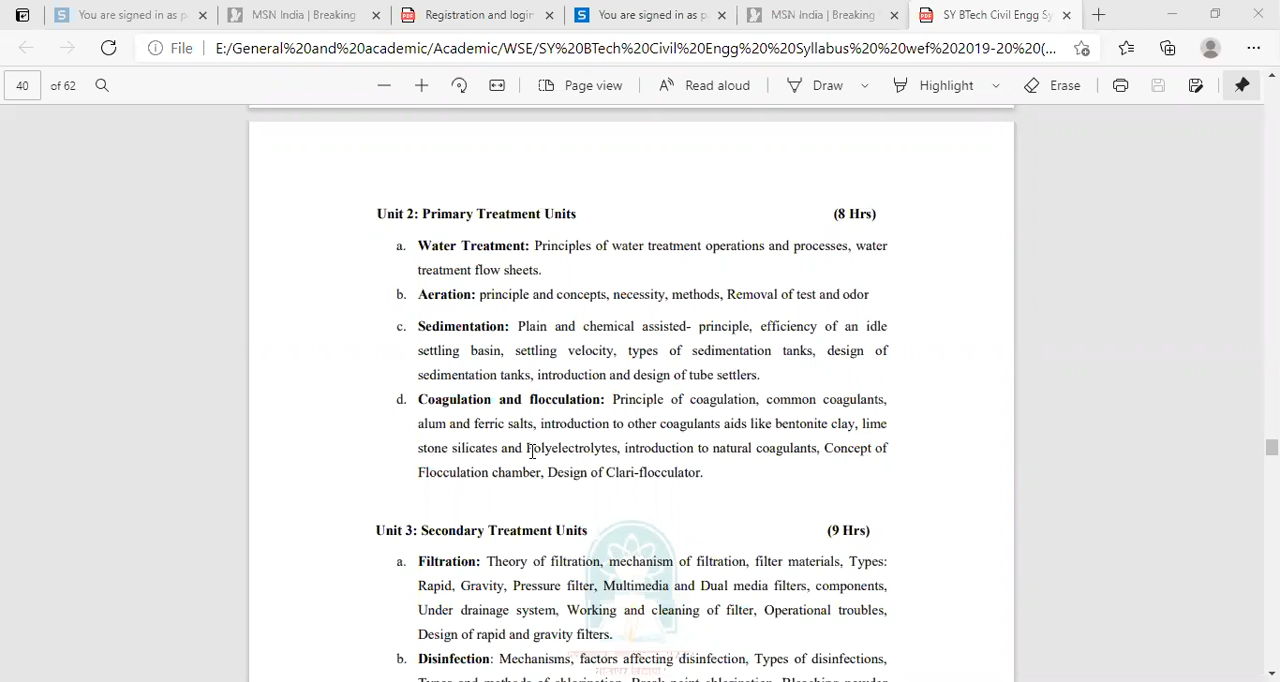 You are signed in as p
MSN India | Breaking
Registration and login
You are signed in as p
MSN India | Breaking
SY BTech Civil Engg Sy
File
E:/General%20and%20academic/Academic/WSE/SY%20BTech%20Civil%20Engg%20%20Syllabus%20%20wef%202019-20%20(...
40 of 62
Page view
Read aloud
Draw
Highlight
Erase
Unit 2: Primary Treatment Units (8 Hrs)
a. Water Treatment: Principles of water treatment operations and processes, water
treatment flow sheets.
b. Aeration: principle and concepts, necessity, methods, Removal of test and odor
c. Sedimentation: Plain and chemical assisted- principle, efficiency of an idle
settling basin, settling velocity, types of sedimentation tanks, design of
sedimentation tanks, introduction and design of tube settlers.
d. Coagulation and flocculation: Principle of coagulation, common coagulants,
alum and ferric salts, introduction to other coagulants aids like bentonite clay, lime
stone silicates and Polyelectrolytes, introduction to natural coagulants, Concept of
Flocculation chamber, Design of Clari-flocculator.
Unit 3: Secondary Treatment Units (9 Hrs)
a. Filtration: Theory of filtration, mechanism of filtration, filter materials, Types:
Rapid, Gravity, Pressure filter, Multimedia and Dual media filters, components,
Under drainage system, Working and cleaning of filter, Operational troubles,
Design of rapid and gravity filters.
b. Disinfection: Mechanisms, factors affecting disinfection, Types of disinfections,
Types and methods of chlorination, Break point chlorination, Bleaching powder